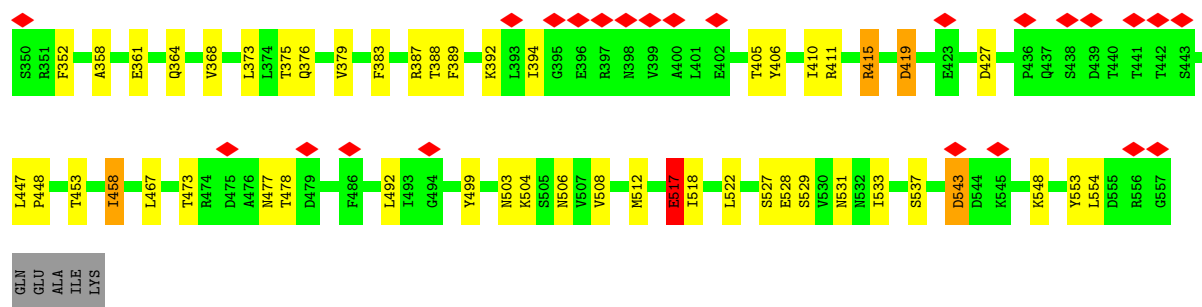 S350 R351 F352 A358 E361 Q364 V368 L373 L374 T375 Q376 V379 F383 R387 T388 F389 K392 L393 I394 G395 E396 R397 N398 V399 A400 L401 E402 T405 Y406 I410 R411 R415 D419 E423 D427 P436 Q437 S438 D439 T440 T441 T442 S443
L447 P448 T453 I458 L467 T473 R474 D475 A476 N477 T478 D479 F486 L492 I493 G494 Y499 N503 K504 S505 N506 V507 V508 M512 E517 I518 L522 S527 E528 S529 V530 N531 N532 I533 S537 D543 D544 K545 K548 Y553 L554 D555 R556 G557
GLN GLU ALA ILE LYS